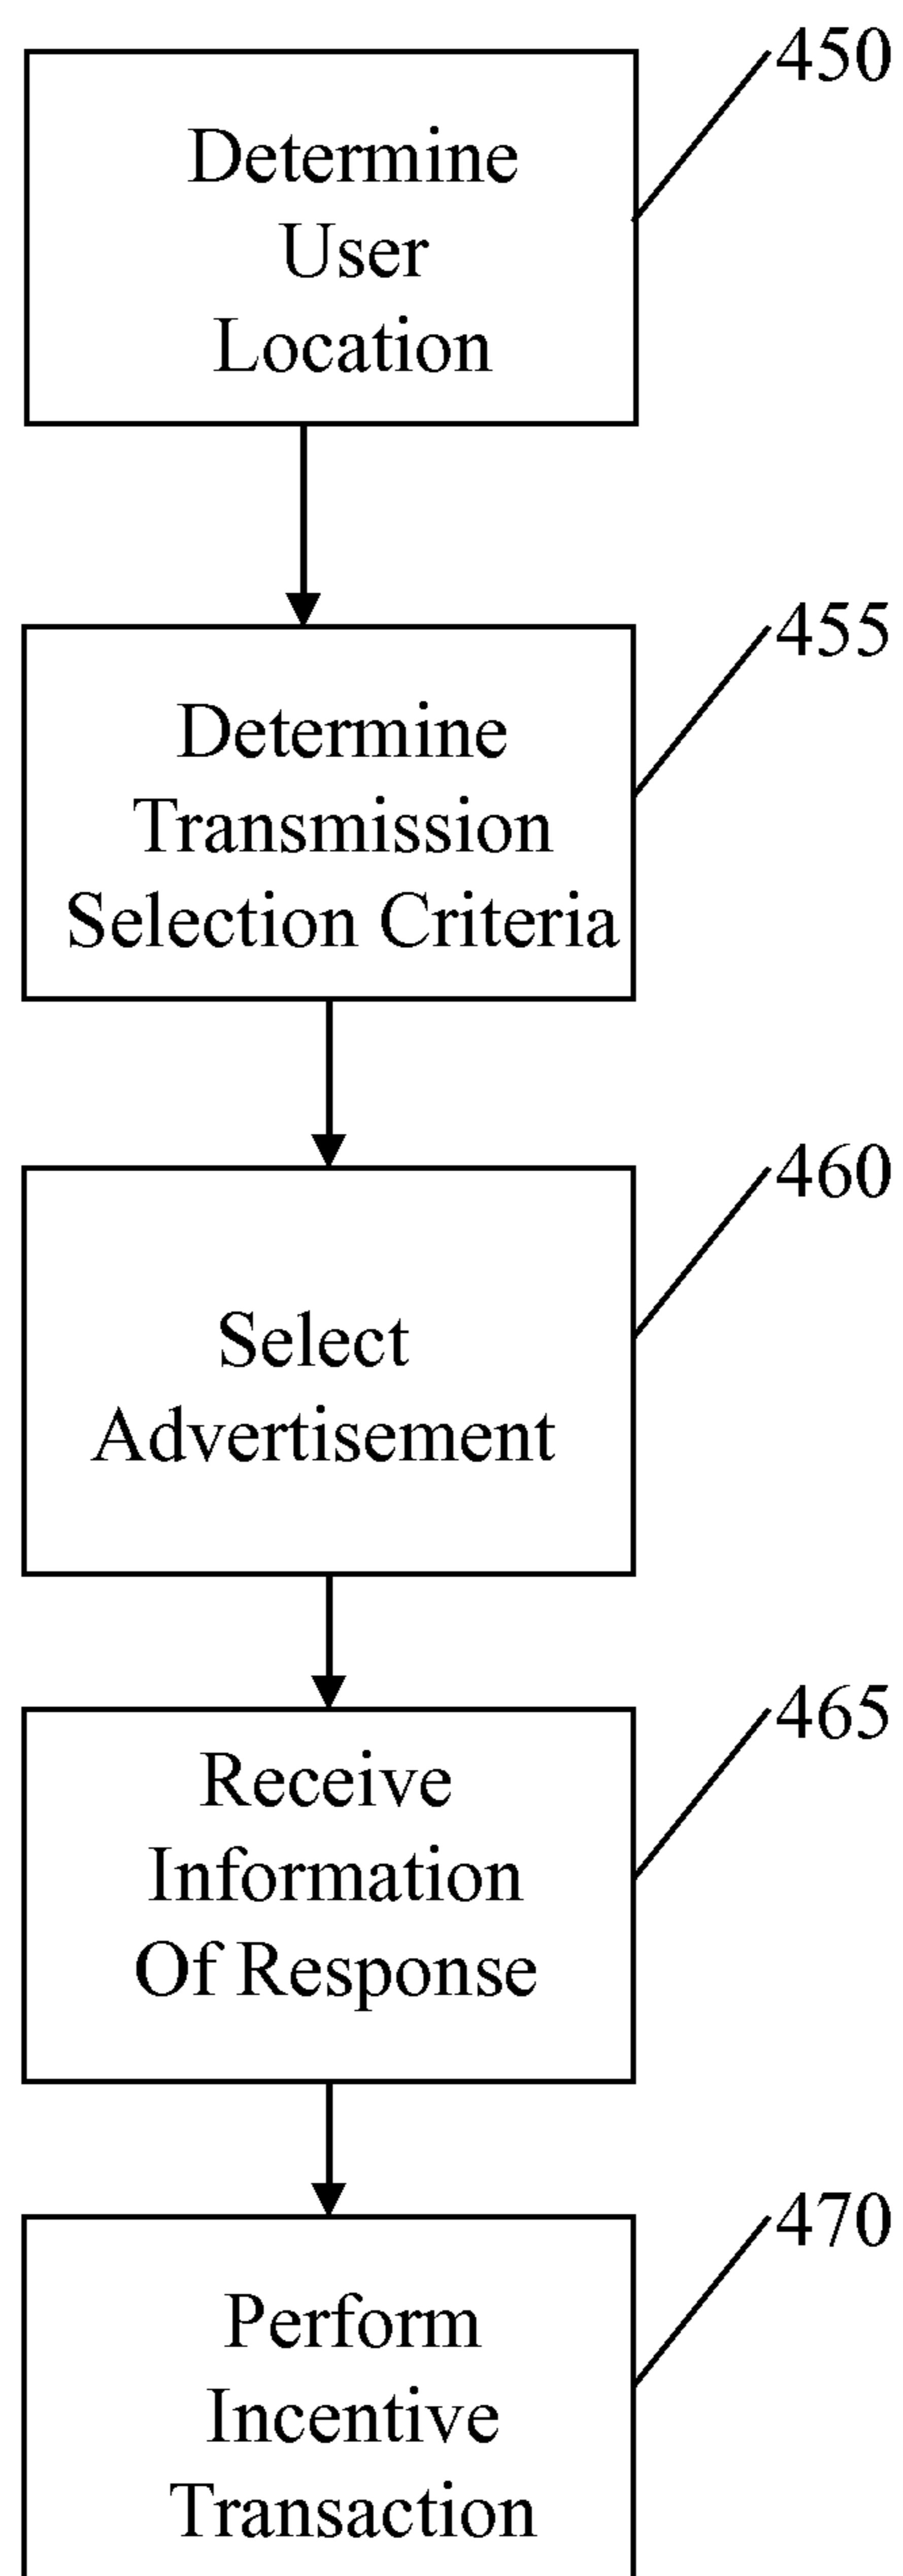 450
Determine
User
Location
455
Determine
Transmission
Selection Criteria
460
Select
Advertisement
465
Receive
Information
Of Response
470
Perform
Incentive
Transaction